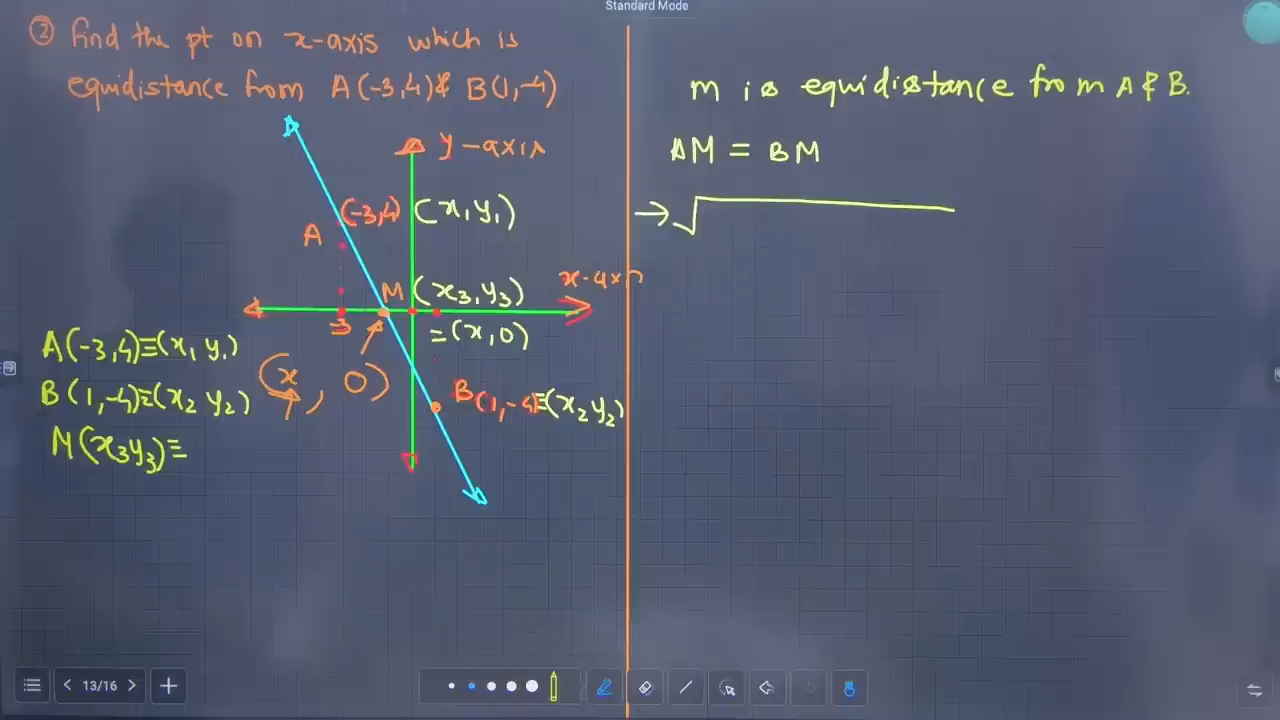 Standard Mode
② Find the pt on x-axis which is
equidistance from A(-3,4) & B(1,-4)
y-axis
(-3,4) (x, y₁)
A
x-axis
M (x₃, y₃)
3
=(x, 0)
(x, 0)
B(1,-4)≡(x₂ y₂)
A(-3,4)≡(x, y₁)
B(1,-4)≡(x₂ y₂)
M(x₃y₃)=
m is equidistance from A & B.
AM = BM
→√
13/16